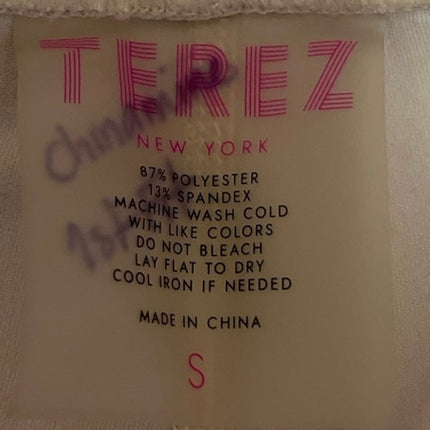 TEREZ
NEW YORK
87% POLYESTER
13% SPANDEX
MACHINE WASH COLD
WITH LIKE COLORS
DO NOT BLEACH
LAY FLAT TO DRY
COOL IRON IF NEEDED
MADE IN CHINA
S